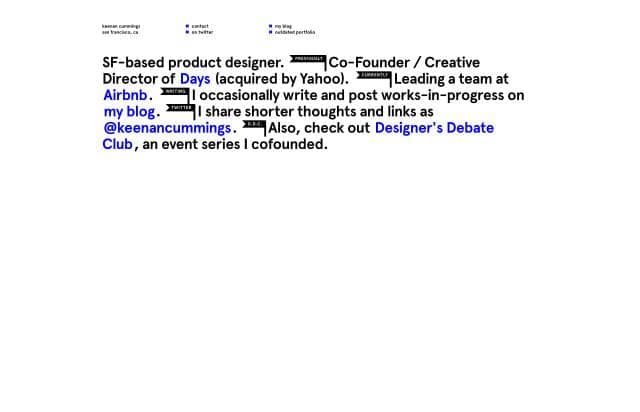 keenan cummings
san francisco, ca
contact
on twitter
my blog
outdated portfolio
SF-based product designer. PREVIOUSLY Co-Founder / Creative
Director of Days (acquired by Yahoo). CURRENTLY Leading a team at
Airbnb. WRITING I occasionally write and post works-in-progress on
my blog. TWITTER I share shorter thoughts and links as
@keenancummings. D.D.C. Also, check out Designer's Debate
Club, an event series I cofounded.